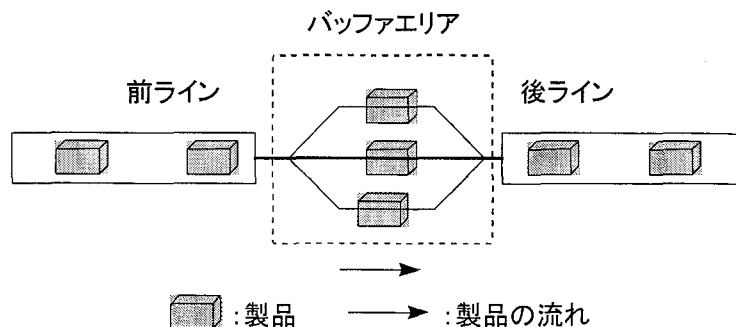 バッファエリア
前ライン
後ライン
:製品
:製品の流れ